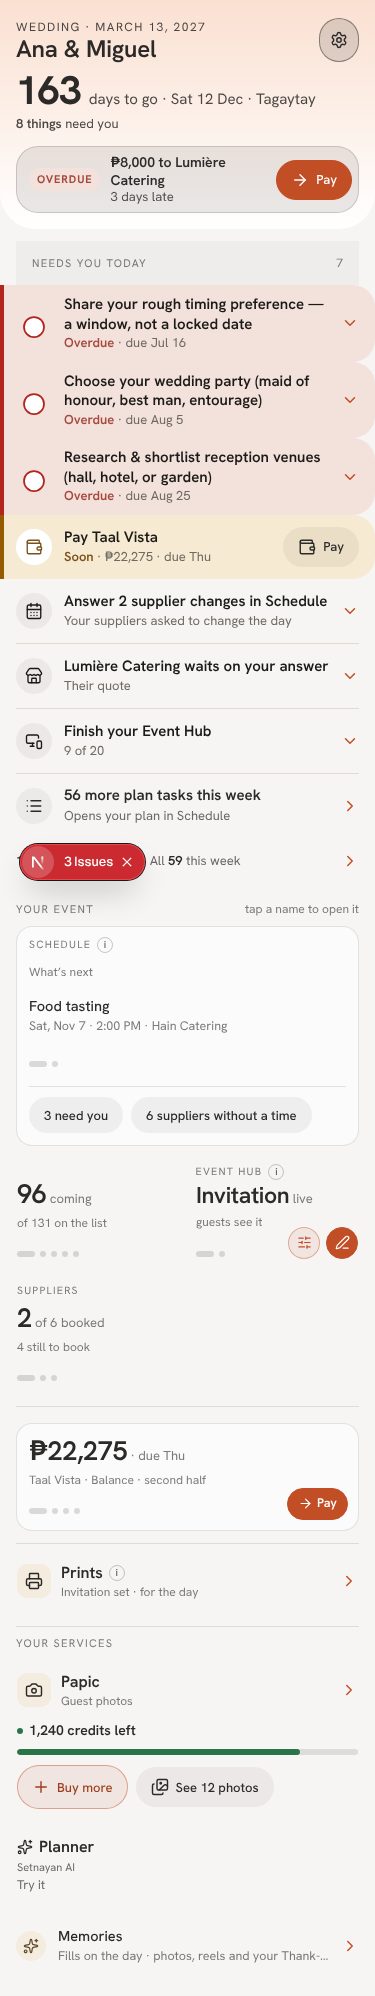 WEDDING · MARCH 13, 2027
Ana & Miguel
163 days to go · Sat 12 Dec · Tagaytay
8 things need you
OVERDUE
₱8,000 to Lumière
Catering
3 days late
Pay
NEEDS YOU TODAY 7
Share your rough timing preference —
a window, not a locked date
Overdue · due Jul 16
Choose your wedding party (maid of
honour, best man, entourage)
Overdue · due Aug 5
Research & shortlist reception venues
(hall, hotel, or garden)
Overdue · due Aug 25
Pay Taal Vista
Soon · ₱22,275 · due Thu
Pay
Answer 2 supplier changes in Schedule
Your suppliers asked to change the day
Lumière Catering waits on your answer
Their quote
Finish your Event Hub
9 of 20
56 more plan tasks this week
Opens your plan in Schedule
N 3 Issues
All 59 this week
YOUR EVENT tap a name to open it
SCHEDULE i
What's next
Food tasting
Sat, Nov 7 · 2:00 PM · Hain Catering
3 need you 6 suppliers without a time
96 coming
of 131 on the list
EVENT HUB i
Invitation live
guests see it
SUPPLIERS
2 of 6 booked
4 still to book
₱22,275 · due Thu
Taal Vista · Balance · second half
Pay
Prints i
Invitation set · for the day
YOUR SERVICES
Papic
Guest photos
1,240 credits left
Buy more See 12 photos
Planner
Setnayan AI
Try it
Memories
Fills on the day · photos, reels and your Thank-...